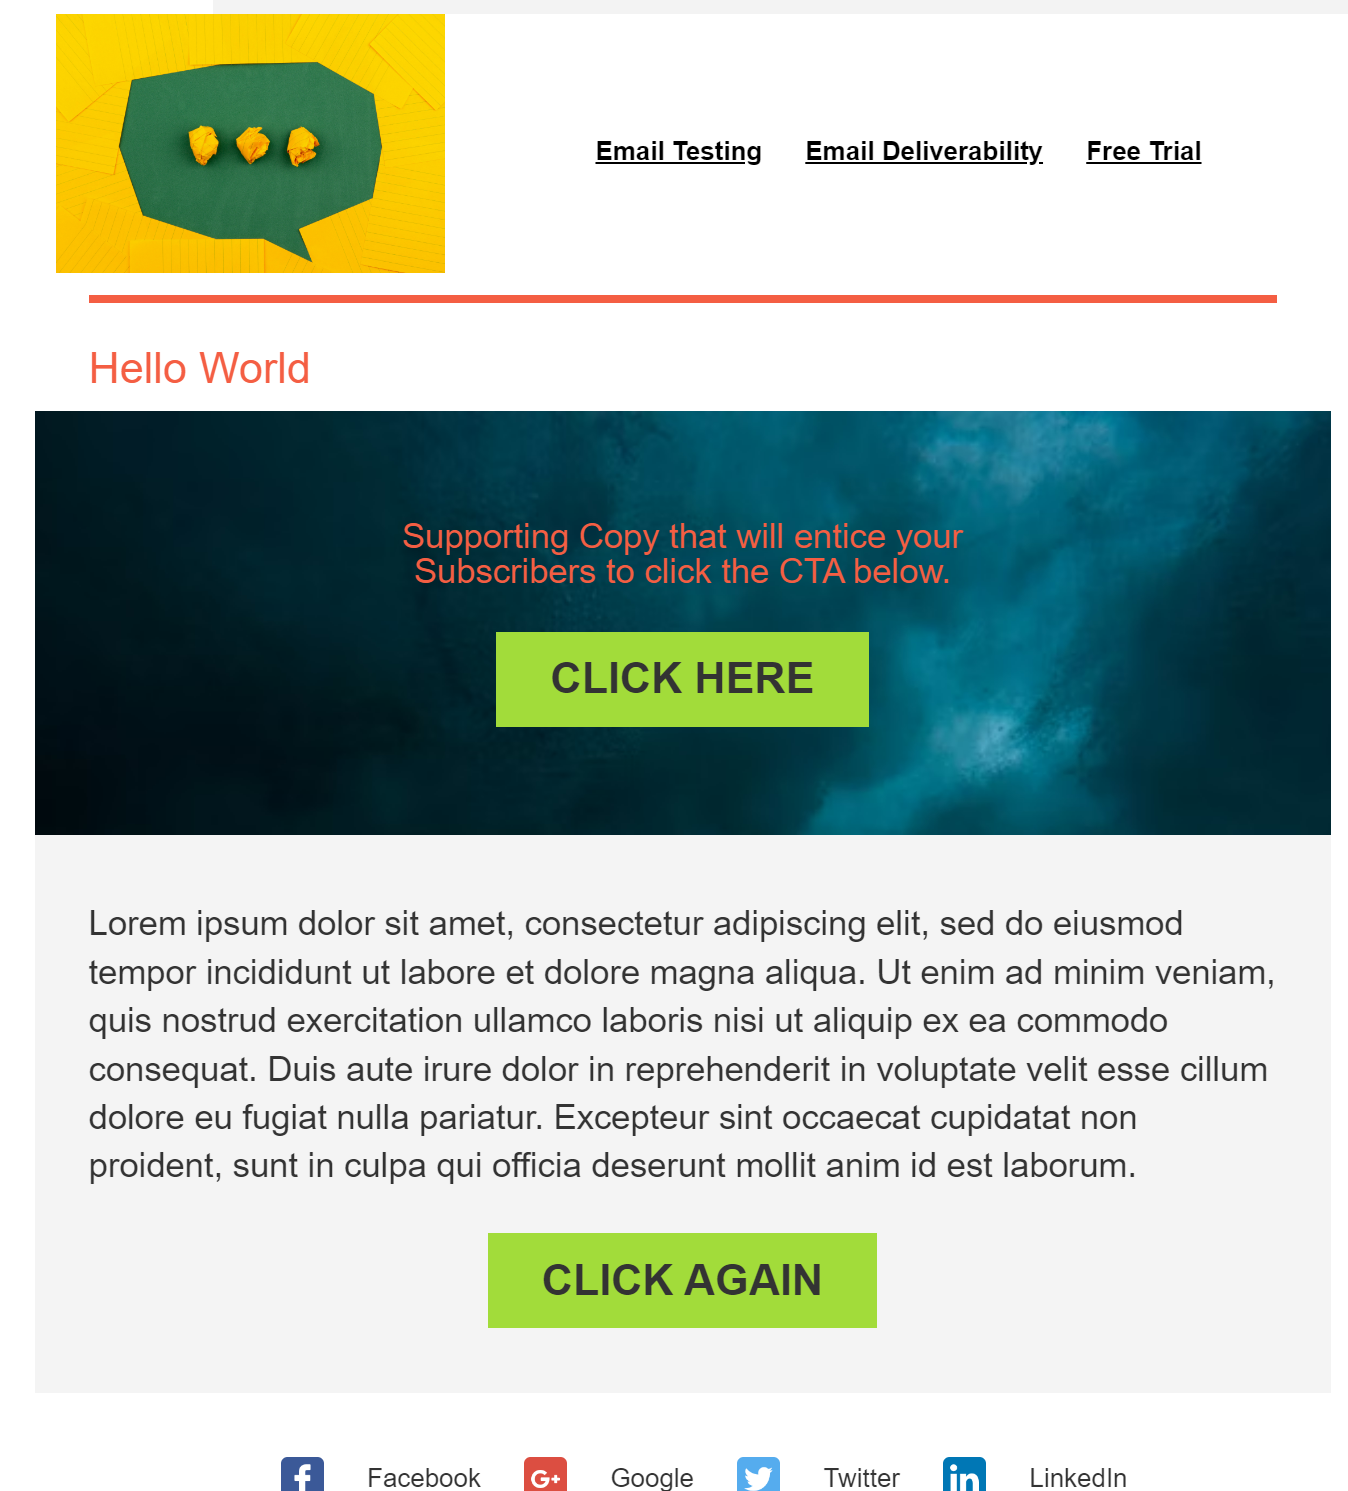 Email Testing Email Deliverability Free Trial
Hello World
Supporting Copy that will entice your
Subscribers to click the CTA below.
CLICK HERE
Lorem ipsum dolor sit amet, consectetur adipiscing elit, sed do eiusmod
tempor incididunt ut labore et dolore magna aliqua. Ut enim ad minim veniam,
quis nostrud exercitation ullamco laboris nisi ut aliquip ex ea commodo
consequat. Duis aute irure dolor in reprehenderit in voluptate velit esse cillum
dolore eu fugiat nulla pariatur. Excepteur sint occaecat cupidatat non
proident, sunt in culpa qui officia deserunt mollit anim id est laborum.
CLICK AGAIN
f Facebook G+ Google Twitter in LinkedIn